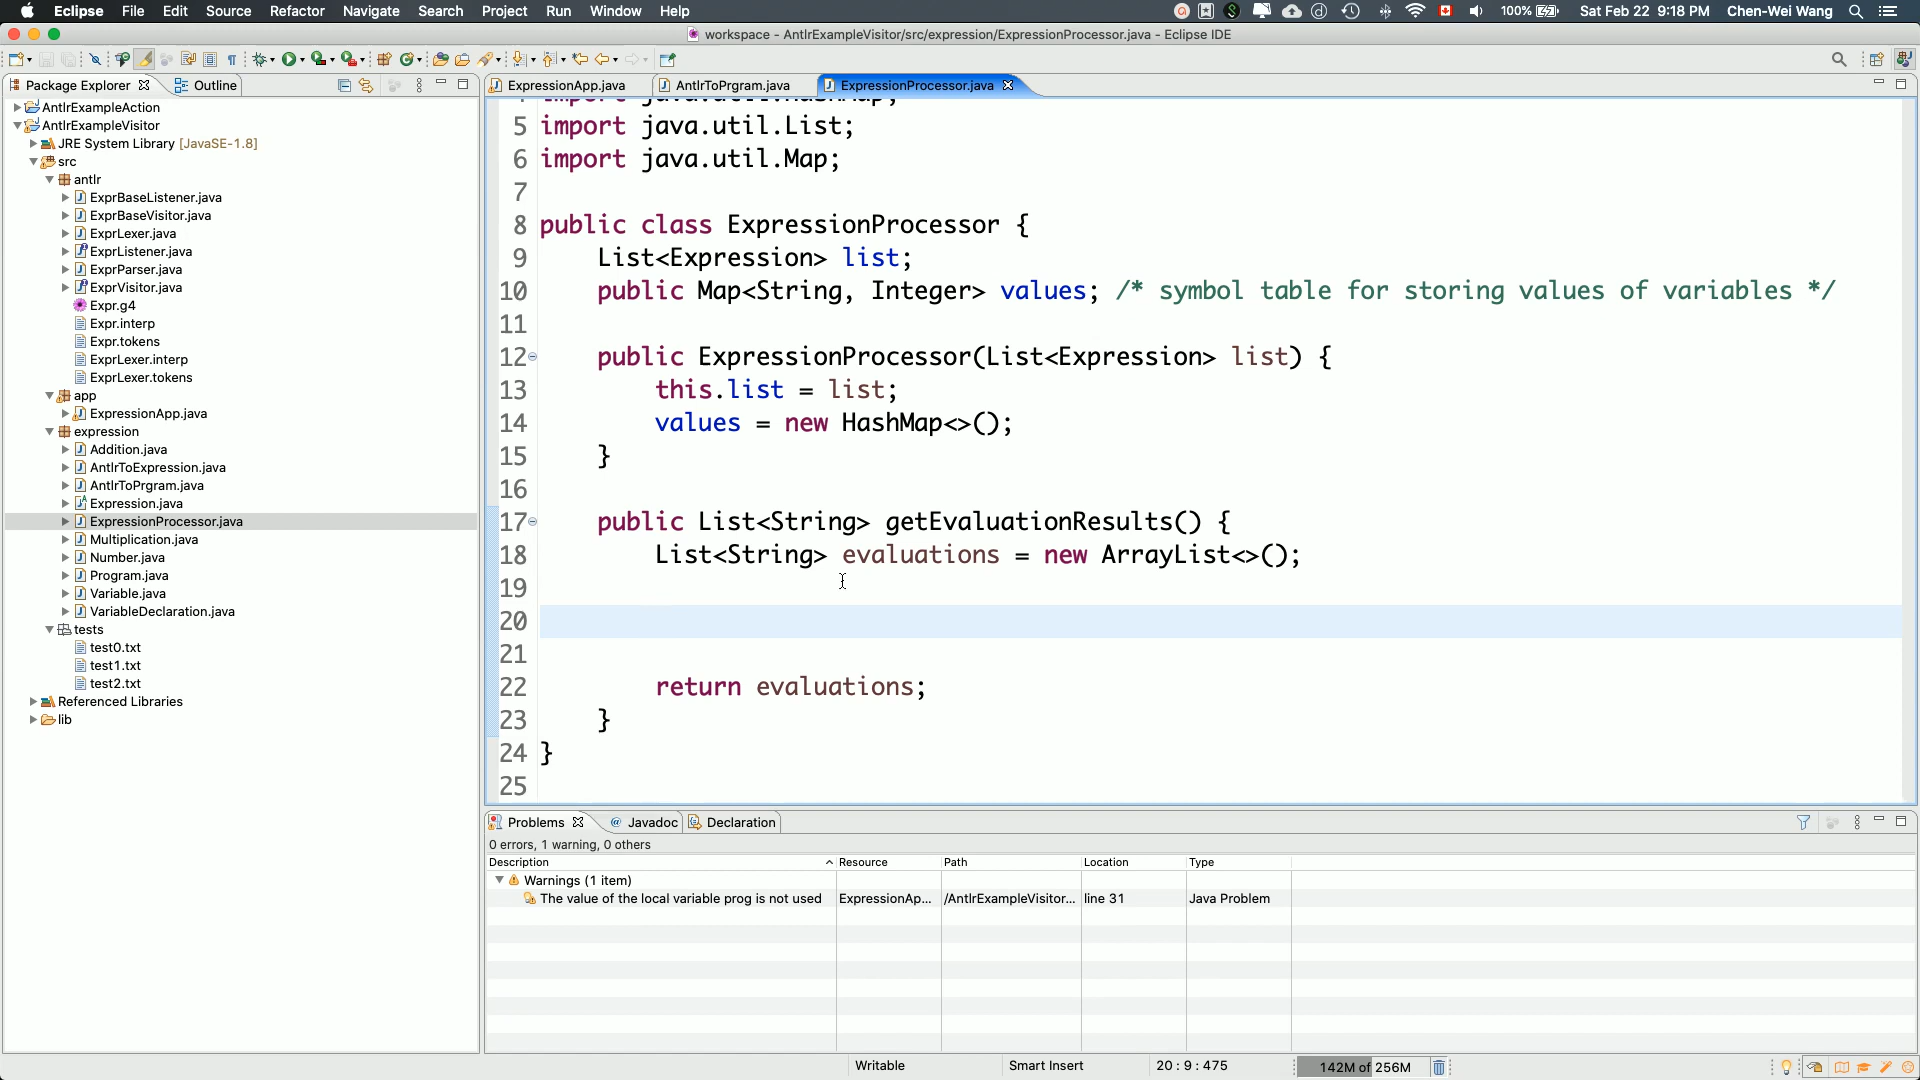 Eclipse File Edit Source Refactor Navigate Search Project Run Window Help 100% Sat Feb 22 9:18 PM Chen-Wei Wang
workspace - AntlrExampleVisitor/src/expression/ExpressionProcessor.java - Eclipse IDE
Package Explorer Outline
AntlrExampleAction
AntlrExampleVisitor
JRE System Library [JavaSE-1.8]
src
antlr
ExprBaseListener.java
ExprBaseVisitor.java
ExprLexer.java
ExprListener.java
ExprParser.java
ExprVisitor.java
Expr.g4
Expr.interp
Expr.tokens
ExprLexer.interp
ExprLexer.tokens
app
ExpressionApp.java
expression
Addition.java
AntlrToExpression.java
AntlrToPrgram.java
Expression.java
ExpressionProcessor.java
Multiplication.java
Number.java
Program.java
Variable.java
VariableDeclaration.java
tests
test0.txt
test1.txt
test2.txt
Referenced Libraries
lib
ExpressionApp.java AntlrToPrgram.java ExpressionProcessor.java
4 import java.util.HashMap;
5 import java.util.List;
6 import java.util.Map;
7
8 public class ExpressionProcessor {
9 List<Expression> list;
10 public Map<String, Integer> values; /* symbol table for storing values of variables */
11
12 public ExpressionProcessor(List<Expression> list) {
13 this.list = list;
14 values = new HashMap<>();
15 }
16
17 public List<String> getEvaluationResults() {
18 List<String> evaluations = new ArrayList<>();
19
20
21
22 return evaluations;
23 }
24 }
25
Problems Javadoc Declaration
0 errors, 1 warning, 0 others
Description Resource Path Location Type
Warnings (1 item)
The value of the local variable prog is not used ExpressionAp... /AntlrExampleVisitor... line 31 Java Problem
Writable Smart Insert 20 : 9 : 475 142M of 256M